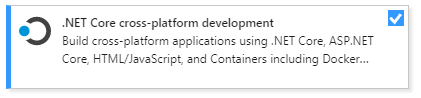 .NET Core cross-platform development
Build cross-platform applications using .NET Core, ASP.NET
Core, HTML/JavaScript, and Containers including Docker...